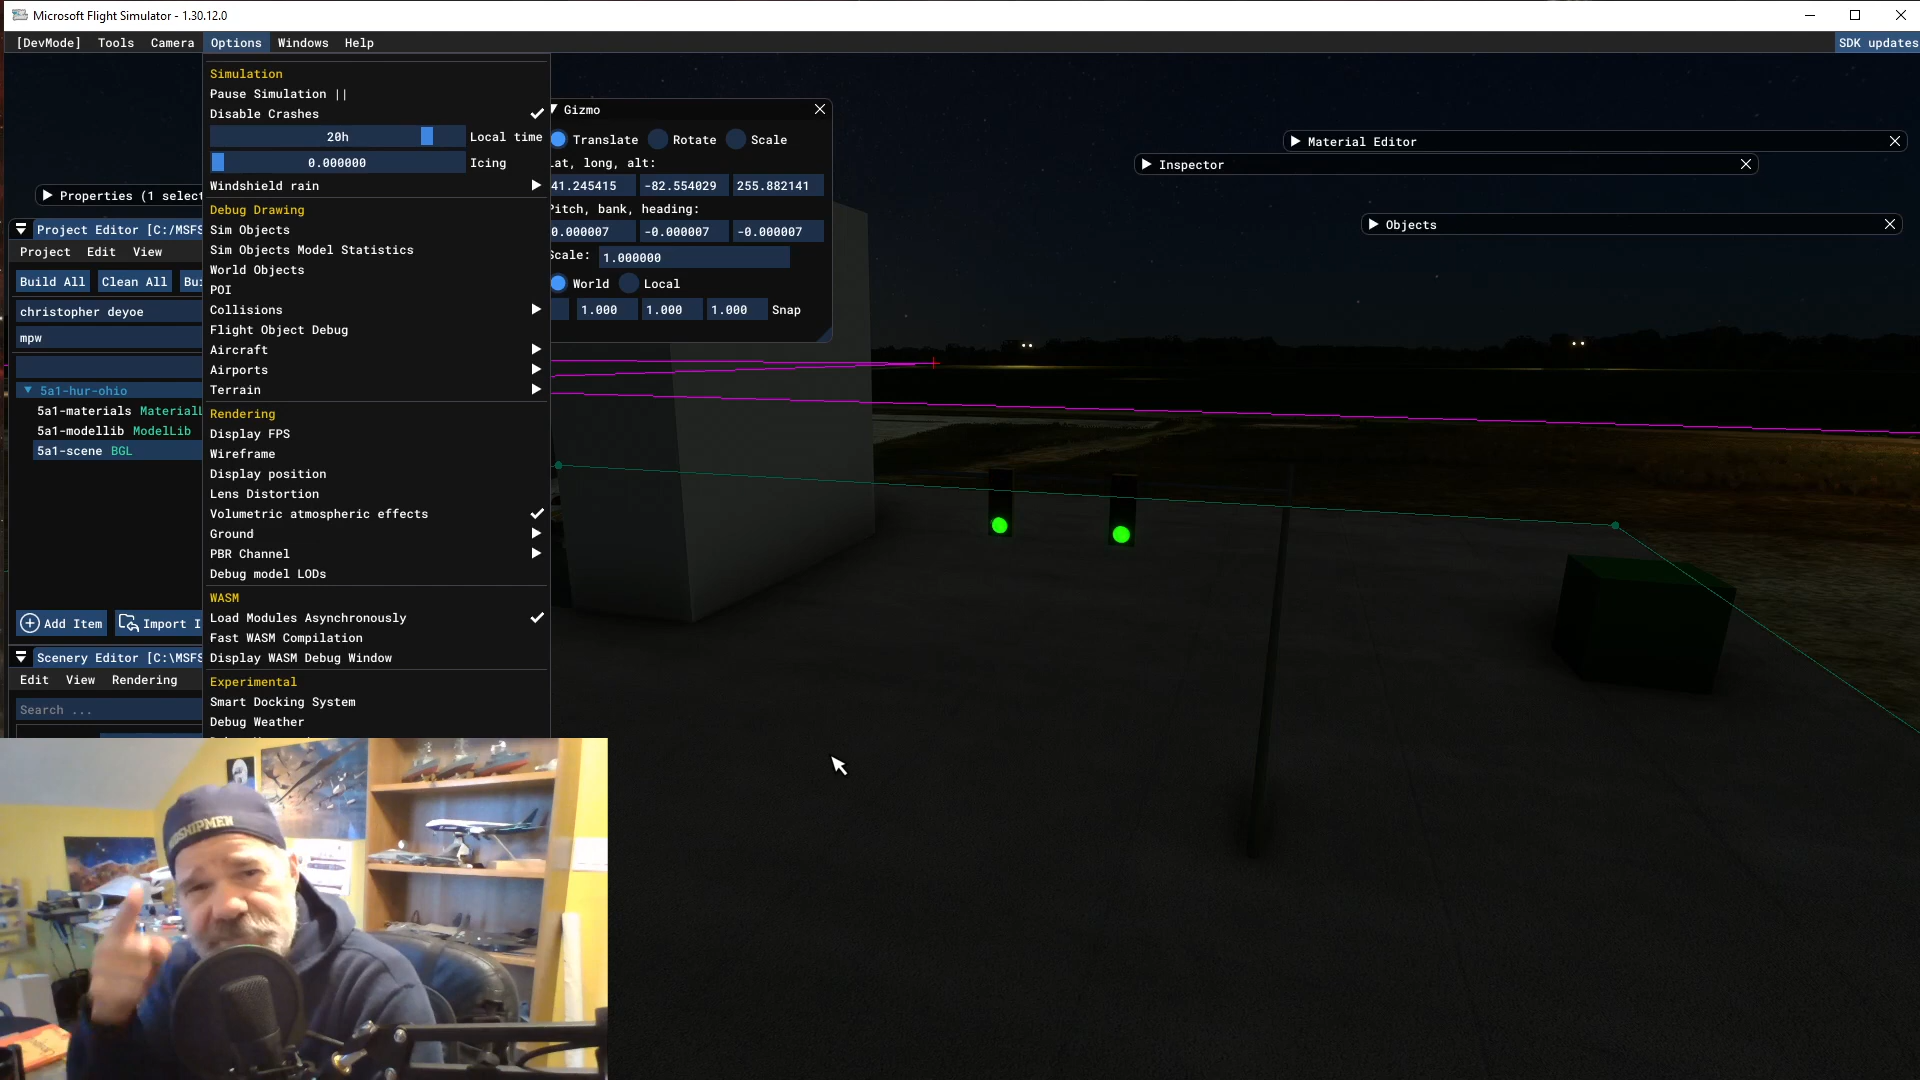 Microsoft Flight Simulator - 1.30.12.0
[DevMode] Tools Camera Options Windows Help
SDK updates
Simulation
Pause Simulation ||
Disable Crashes
20h Local time
0.000000 Icing
Windshield rain
Debug Drawing
Sim Objects
Sim Objects Model Statistics
World Objects
POI
Collisions
Flight Object Debug
Aircraft
Airports
Terrain
Rendering
Display FPS
Wireframe
Display position
Lens Distortion
Volumetric atmospheric effects
Ground
PBR Channel
Debug model LODs
WASM
Load Modules Asynchronously
Fast WASM Compilation
Display WASM Debug Window
Experimental
Smart Docking System
Debug Weather
Gizmo
Translate Rotate Scale
Lat, long, alt:
41.245415 -82.554029 255.882141
Pitch, bank, heading:
0.000007 -0.000007 -0.000007
Scale: 1.000000
World Local
1.000 1.000 1.000 Snap
Material Editor
Inspector
Objects
Properties (1 select
Project Editor [C:/MSFS
Project Edit View
Build All Clean All Bu
christopher deyoe
mpw
5a1-hur-ohio
5a1-materials MaterialL
5a1-modellib ModelLib
5a1-scene BGL
Add Item Import I
Scenery Editor [C:\MSFS
Edit View Rendering
Search ...